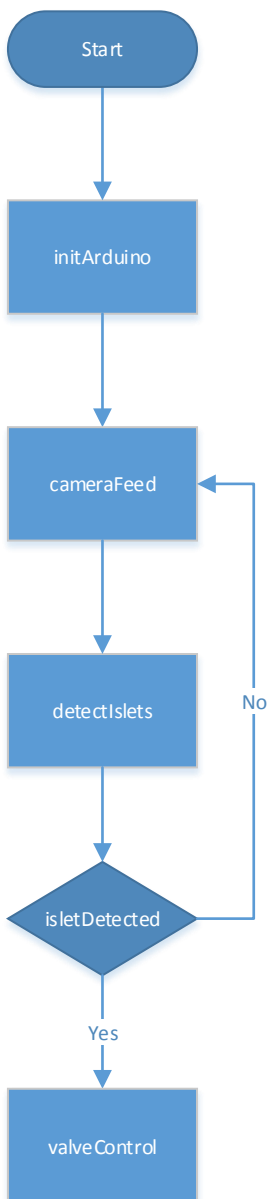 Start
initArduino
cameraFeed
detectIslets
No
isletDetected
Yes
valveControl